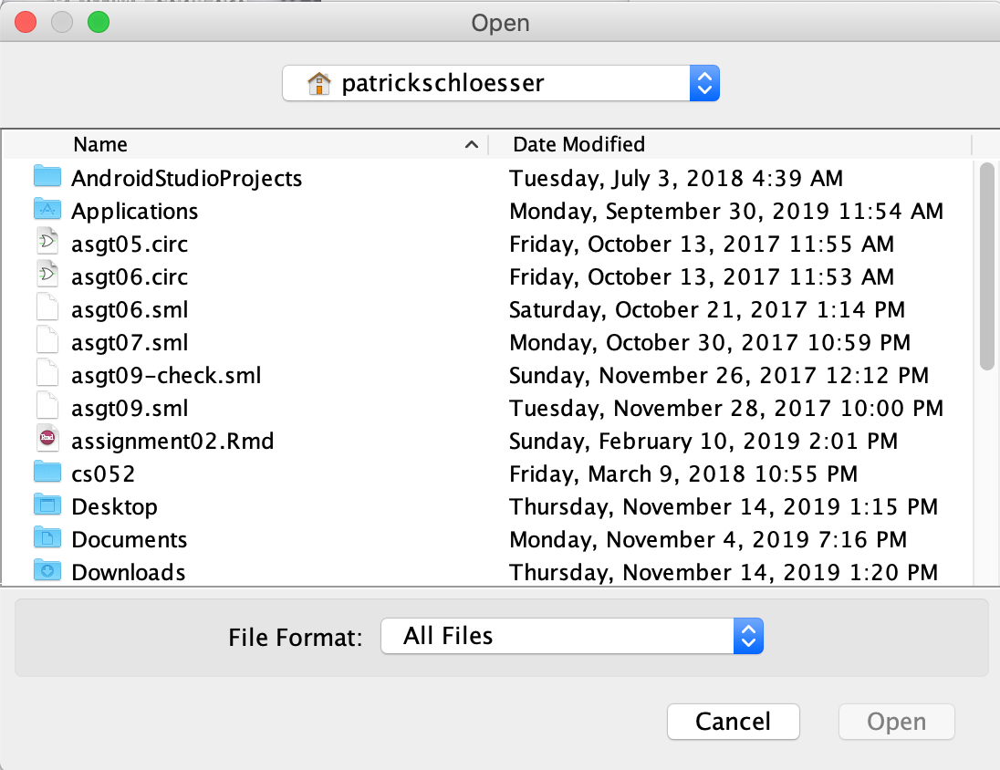 Open
patrickschloesser
Name Date Modified
AndroidStudioProjects Tuesday, July 3, 2018 4:39 AM
Applications Monday, September 30, 2019 11:54 AM
asgt05.circ Friday, October 13, 2017 11:55 AM
asgt06.circ Friday, October 13, 2017 11:53 AM
asgt06.sml Saturday, October 21, 2017 1:14 PM
asgt07.sml Monday, October 30, 2017 10:59 PM
asgt09-check.sml Sunday, November 26, 2017 12:12 PM
asgt09.sml Tuesday, November 28, 2017 10:00 PM
assignment02.Rmd Sunday, February 10, 2019 2:01 PM
cs052 Friday, March 9, 2018 10:55 PM
Desktop Thursday, November 14, 2019 1:15 PM
Documents Monday, November 4, 2019 7:16 PM
Downloads Thursday, November 14, 2019 1:20 PM
File Format: All Files
Cancel Open